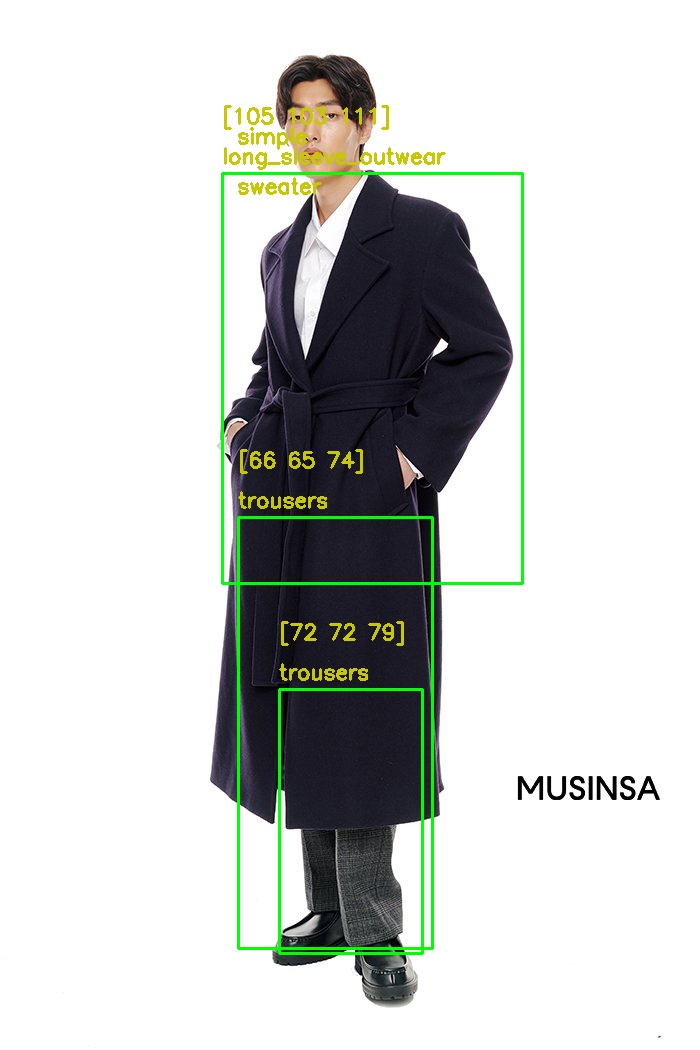 [105 103 111]
simple
long_sleeve_outwear
sweater
[66 65 74]
trousers
[72 72 79]
trousers
MUSINSA